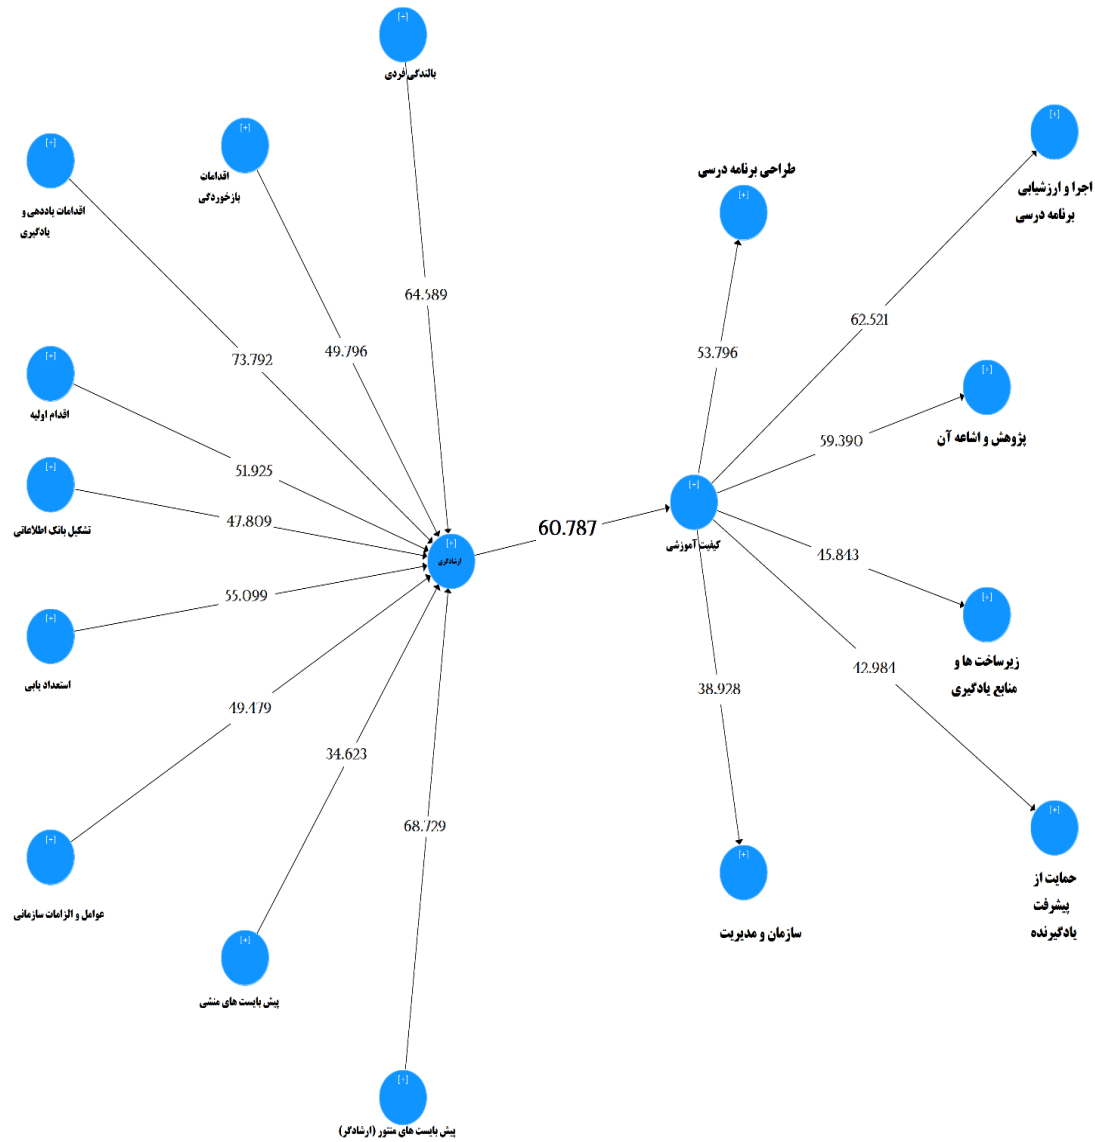 [+]
بالندگی فردی
[+]
اقدامات
بازخوردگی
[+]
اقدامات یاددهی و
یادگیری
[+]
اقدام اولیه
[+]
تشکیل بانک اطلاعاتی
[+]
استعداد یابی
[+]
عوامل و الزامات سازمانی
[+]
پیش بایست های منشی
[+]
پیش بایست های منتور (ارشادگر)
64.589
49.796
73.792
51.925
47.809
55.099
49.479
34.623
68.729
[+]
ارشادگری
60.787
[+]
کیفیت آموزشی
53.796
62.521
59.390
45.843
42.984
38.928
طراحی برنامه درسی
[+]
[+]
اجرا و ارزشیابی
برنامه درسی
[+]
پژوهش و اشاعه آن
[+]
زیرساخت ها و
منابع یادگیری
[+]
حمایت از
پیشرفت
یادگیرنده
[+]
سازمان و مدیریت